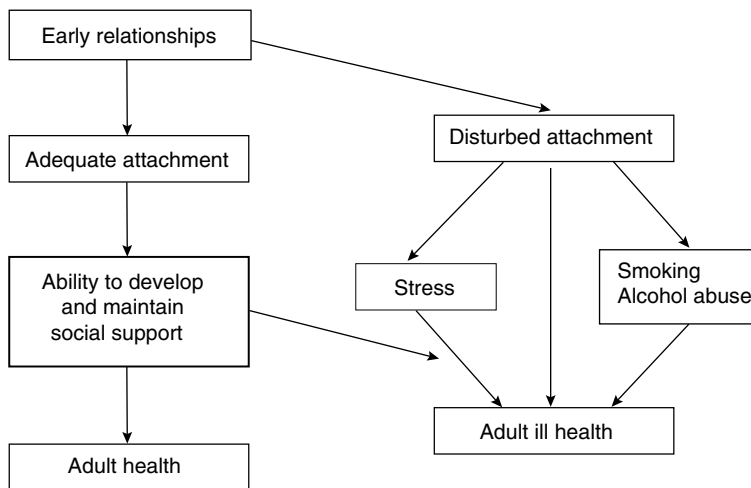 Early relationships
Disturbed attachment
Adequate attachment
Ability to develop
and maintain
social support
Stress
Smoking
Alcohol abuse
Adult ill health
Adult health